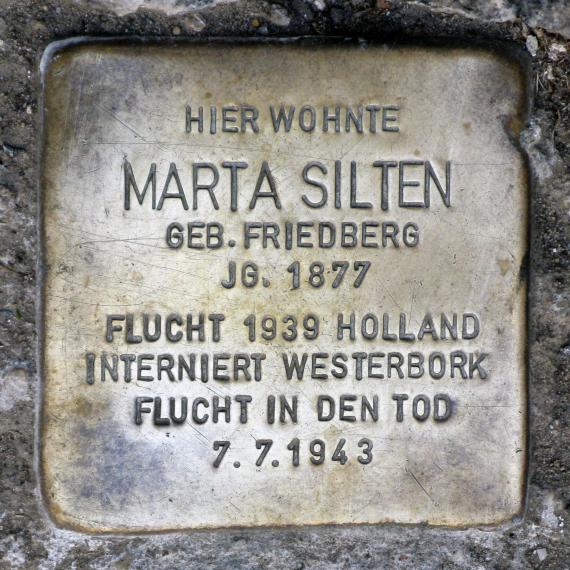 HIER WOHNTE
MARTA SILTEN
GEB. FRIEDBERG
JG. 1877
FLUCHT 1939 HOLLAND
INTERNIERT WESTERBORK
FLUCHT IN DEN TOD
7.7.1943